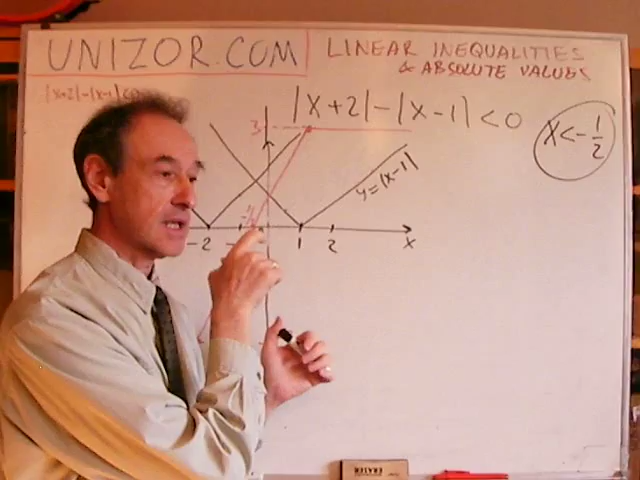 UNIZOR.COM
LINEAR INEQUALITIES
& ABSOLUTE VALUES
|x+2|-|x-1|<0
|X+2|-|X-1|<0
X<-1/2
3
y=|x-1|
-2
1
2
x
ERASER